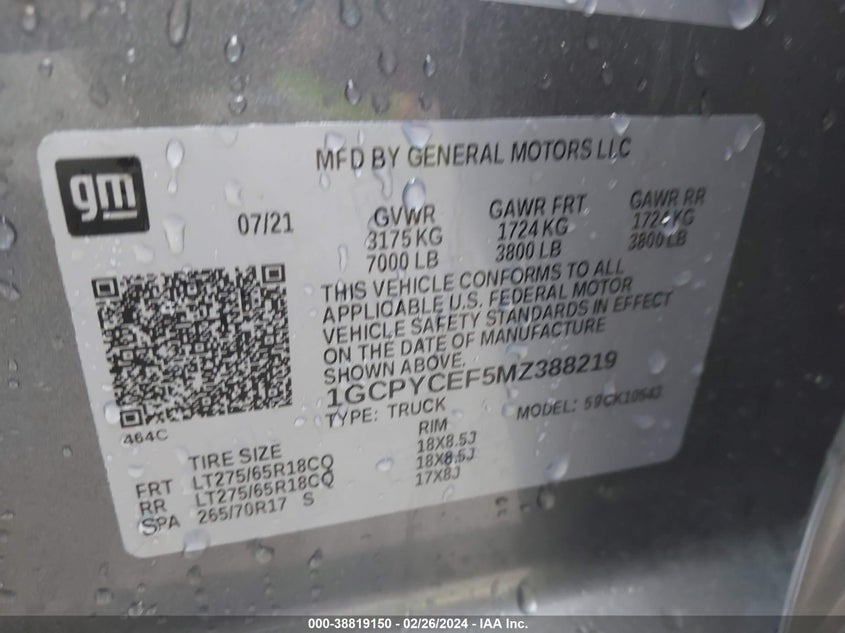 gm
MFD BY GENERAL MOTORS LLC
07/21
GVWR GAWR FRT GAWR RR
3175 KG 1724 KG 1724 KG
7000 LB 3800 LB 3800 LB
THIS VEHICLE CONFORMS TO ALL
APPLICABLE U.S. FEDERAL MOTOR
VEHICLE SAFETY STANDARDS IN EFFECT
ON THE DATE OF MANUFACTURE
SHOWN ABOVE.
1GCPYCEF5MZ388219
TYPE: TRUCK MODEL: 59CK10543
464C
TIRE SIZE RIM
FRT LT275/65R18CQ 18X8.5J
RR LT275/65R18CQ 18X8.5J
SPA 265/70R17 S 17X8J
000-38819150 - 02/26/2024 - IAA Inc.